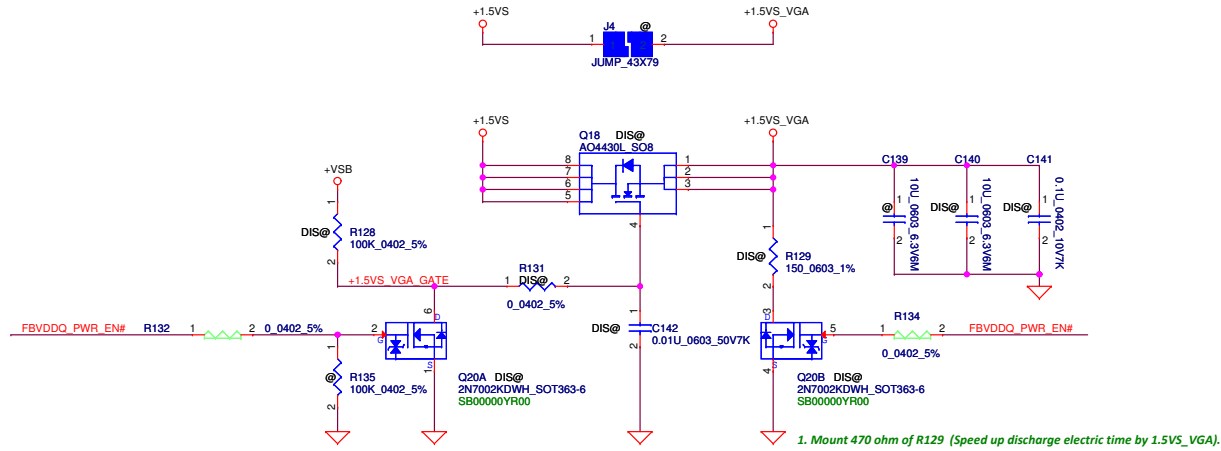 +1.5VS
+1.5VS_VGA
J4
@
1
2
JUMP_43X79
+1.5VS
+1.5VS_VGA
Q18 DIS@
AO4430L_SO8
8
7
6
5
1
2
3
4
C139
C140
C141
@
1
2
10U_0603_6.3V6M
DIS@
1
2
10U_0603_6.3V6M
DIS@
1
2
0.1U_0402_10V7K
+VSB
1
DIS@
R128
100K_0402_5%
2
+1.5VS_VGA_GATE
R131
1
DIS@
2
0_0402_5%
1
DIS@
R129
150_0603_1%
2
FBVDDQ_PWR_EN#
R132
1
2
0_0402_5%
2
G
6
D
S
1
Q20A DIS@
2N7002KDWH_SOT363-6
SB00000YR00
1
@
R135
100K_0402_5%
2
1
DIS@
C142
0.01U_0603_50V7K
2
3
D
G
5
S
4
Q20B DIS@
2N7002KDWH_SOT363-6
SB00000YR00
R134
1
2
0_0402_5%
FBVDDQ_PWR_EN#
1. Mount 470 ohm of R129 (Speed up discharge electric time by 1.5VS_VGA).